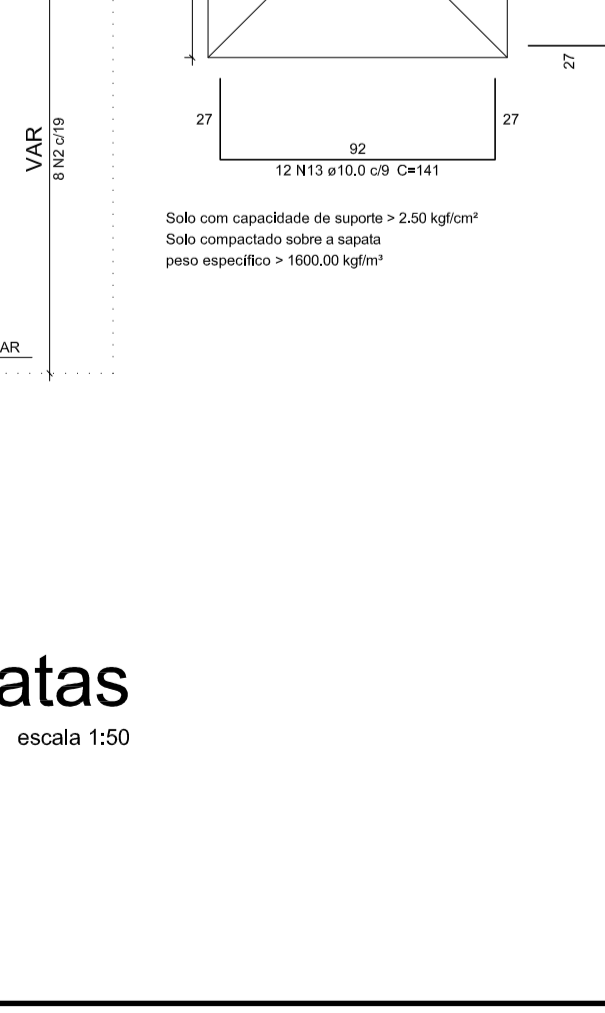 27
27
92
12 N13 ø10.0 c/9 C=141
27
VAR
8 N2 c/19
Solo com capacidade de suporte > 2.50 kgf/cm²
Solo compactado sobre a sapata
peso específico > 1600.00 kgf/m³
AR
atas
escala 1:50